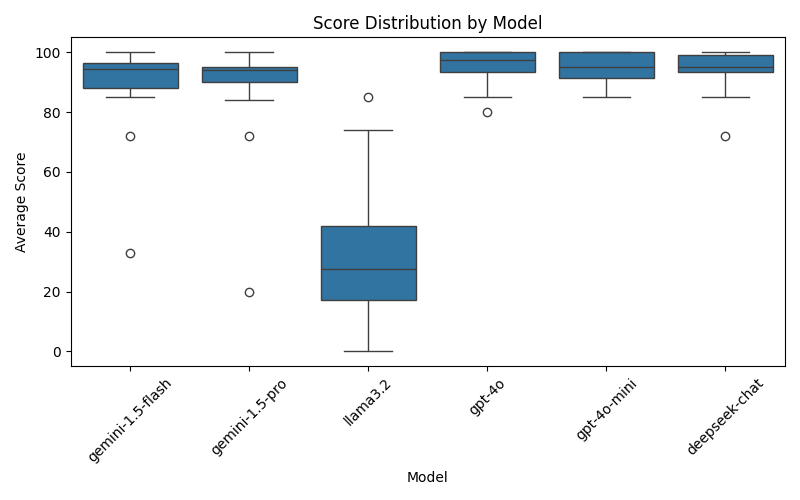 Score Distribution by Model
100
80
60
40
20
0
Average Score
gemini-1.5-flash
gemini-1.5-pro
llama3.2
gpt-4o
gpt-4o-mini
deepseek-chat
Model